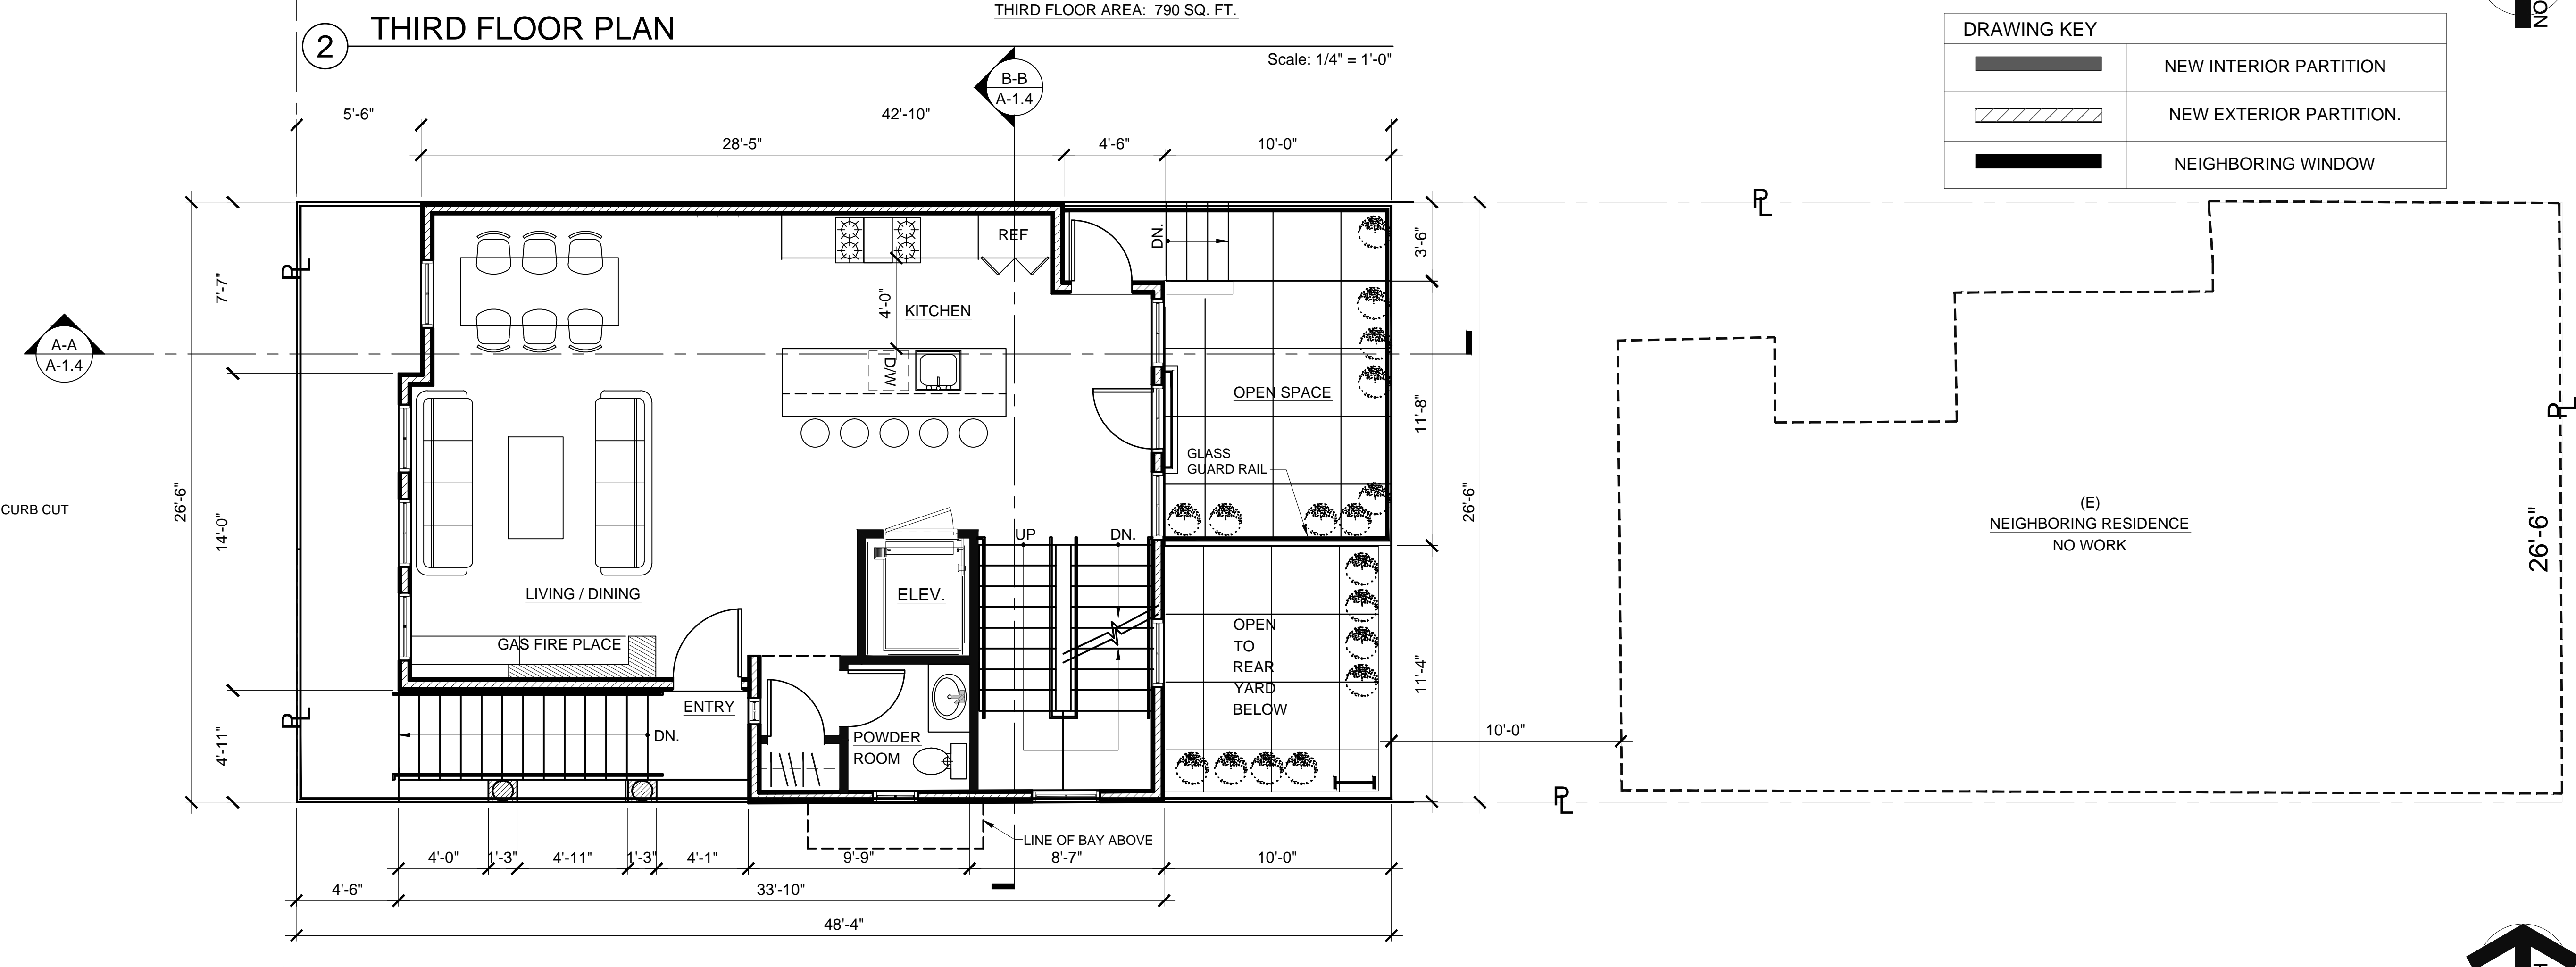 THIRD FLOOR AREA: 790 SQ. FT.
2 THIRD FLOOR PLAN
Scale: 1/4" = 1'-0"
DRAWING KEY
NEW INTERIOR PARTITION
NEW EXTERIOR PARTITION.
NEIGHBORING WINDOW
B-B
A-1.4
5'-6"
42'-10"
28'-5"
4'-6"
10'-0"
PL
PL
DN.
REF
3'-6"
7'-7"
4'-0"
KITCHEN
A-A
A-1.4
D/W
OPEN SPACE
11'-8"
PL
GLASS
GUARD RAIL
26'-6"
CURB CUT
14'-0"
26'-6"
(E)
NEIGHBORING RESIDENCE
NO WORK
26'-6"
UP
DN.
LIVING / DINING
ELEV.
GAS FIRE PLACE
OPEN
TO
REAR
YARD
BELOW
11'-4"
PL
ENTRY
DN.
4'-11"
POWDER
ROOM
10'-0"
PL
LINE OF BAY ABOVE
4'-0"
1'-3"
4'-11"
1'-3"
4'-1"
9'-9"
8'-7"
10'-0"
4'-6"
33'-10"
48'-4"